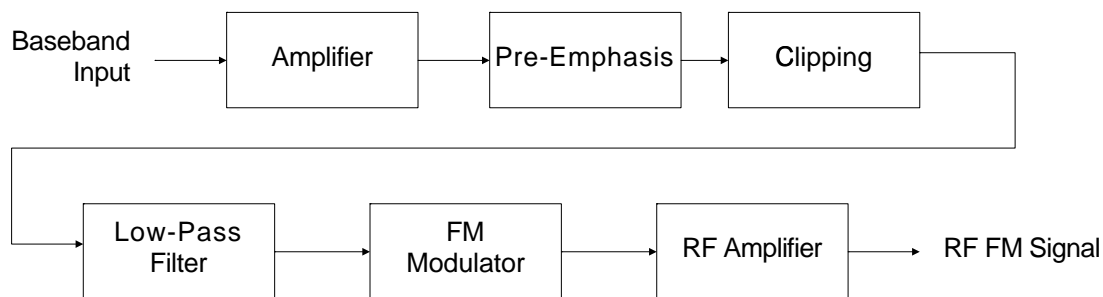 Baseband
Input
Amplifier
Pre-Emphasis
Clipping
Low-Pass
Filter
FM
Modulator
RF Amplifier
RF FM Signal